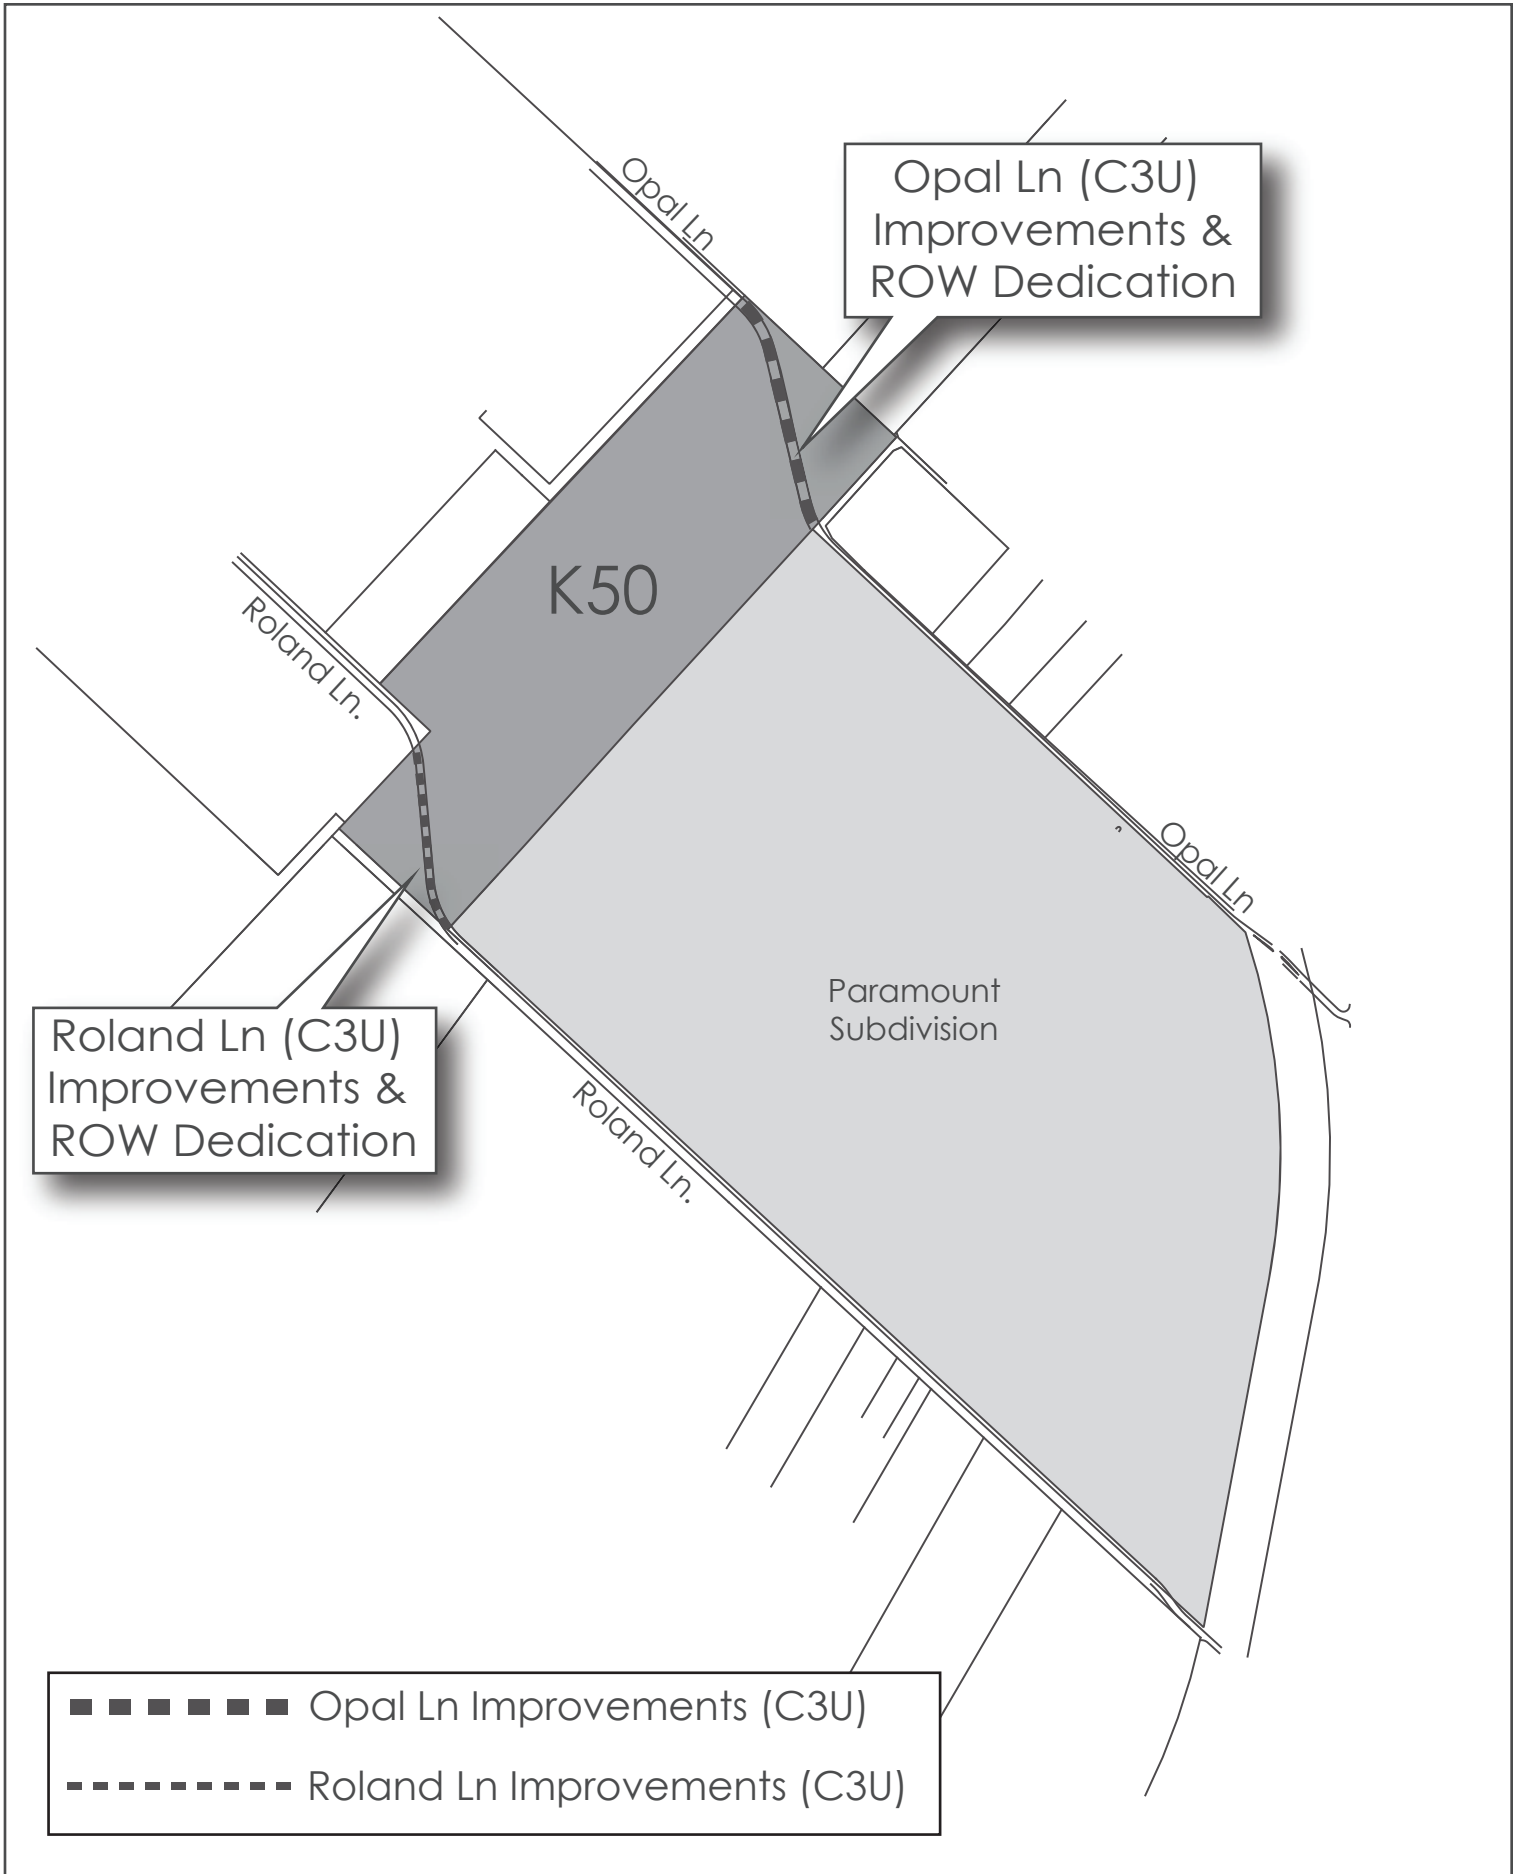 Opal Ln
Opal Ln (C3U)
Improvements &
ROW Dedication
K50
Roland Ln.
Opal Ln
Paramount
Subdivision
Roland Ln (C3U)
Improvements &
ROW Dedication
Roland Ln.
Opal Ln Improvements (C3U)
Roland Ln Improvements (C3U)